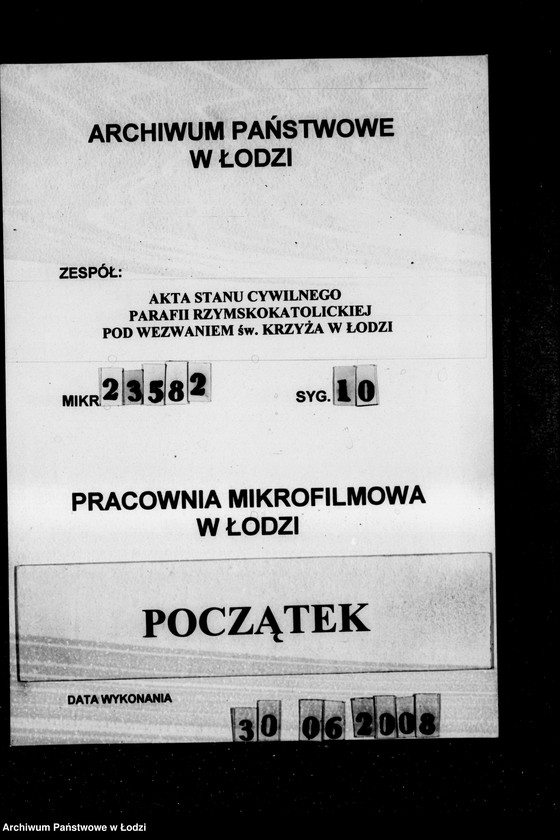 ARCHIWUM PAŃSTWOWE
W ŁODZI
ZESPÓŁ:
AKTA STANU CYWILNEGO
PARAFII RZYMSKOKATOLICKIEJ
POD WEZWANIEM św. KRZYŻA W ŁODZI
MIKR 23582 SYG. 10
PRACOWNIA MIKROFILMOWA
W ŁODZI
POCZĄTEK
DATA WYKONANIA
30 06 2008
Archiwum Państwowe w Łodzi